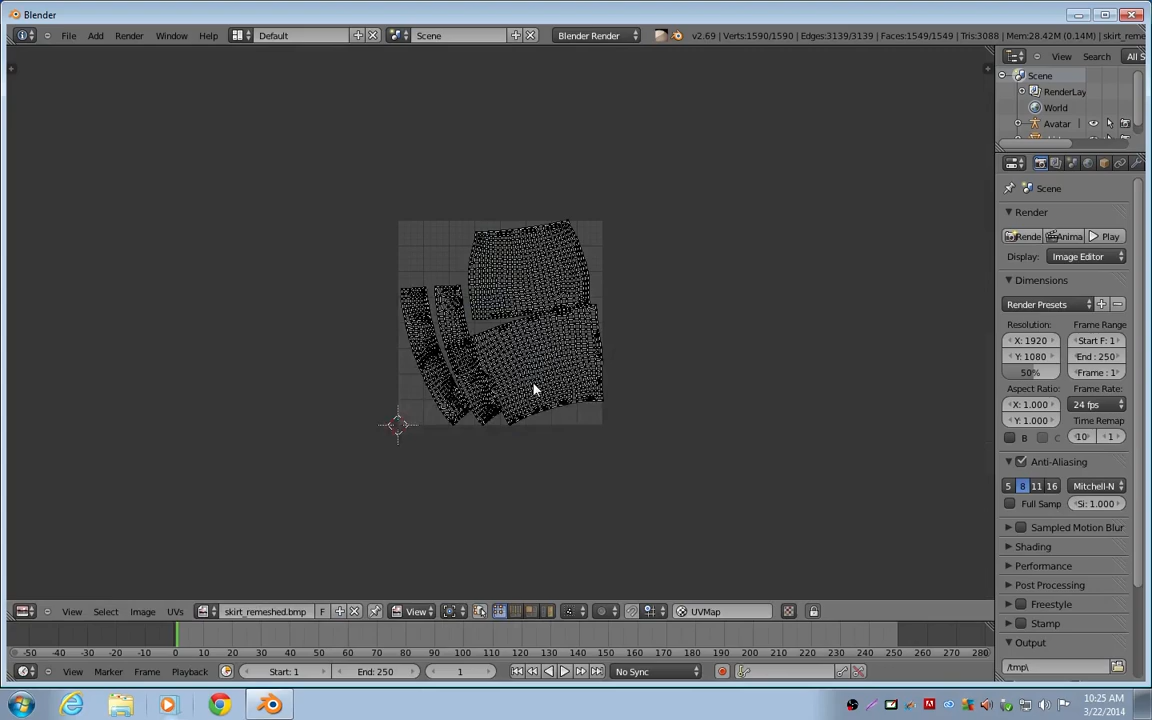 Blender
File Add Render Window Help Default Scene Blender Render v2.69 | Verts:1590/1590 | Edges:3139/3139 | Faces:1549/1549 | Tris:3088 | Mem:28.42M (0.14M) | skirt_reme
View Search All S
Scene
RenderLay
World
Avatar
Scene
Render
Rende Anima Play
Display: Image Editor
Dimensions
Render Presets
Resolution: Frame Range
X: 1920 Start F: 1
Y: 1080 End : 250
50% Frame : 1
Aspect Ratio: Frame Rate:
X: 1.000 24 fps
Y: 1.000 Time Remap
B C 10 1
Anti-Aliasing
5 8 11 16 Mitchell-N
Full Samp Si: 1.000
Sampled Motion Blur
Shading
Performance
Post Processing
Freestyle
Stamp
Output
/tmp\
View Select Image UVs skirt_remeshed.bmp F View UVMap
-50 -40 -30 -20 -10 0 10 20 30 40 50 60 70 80 90 100 110 120 130 140 150 160 170 180 190 200 210 220 230 240 250 260 270 280
View Marker Frame Playback Start: 1 End: 250 1 No Sync
10:25 AM
3/22/2014